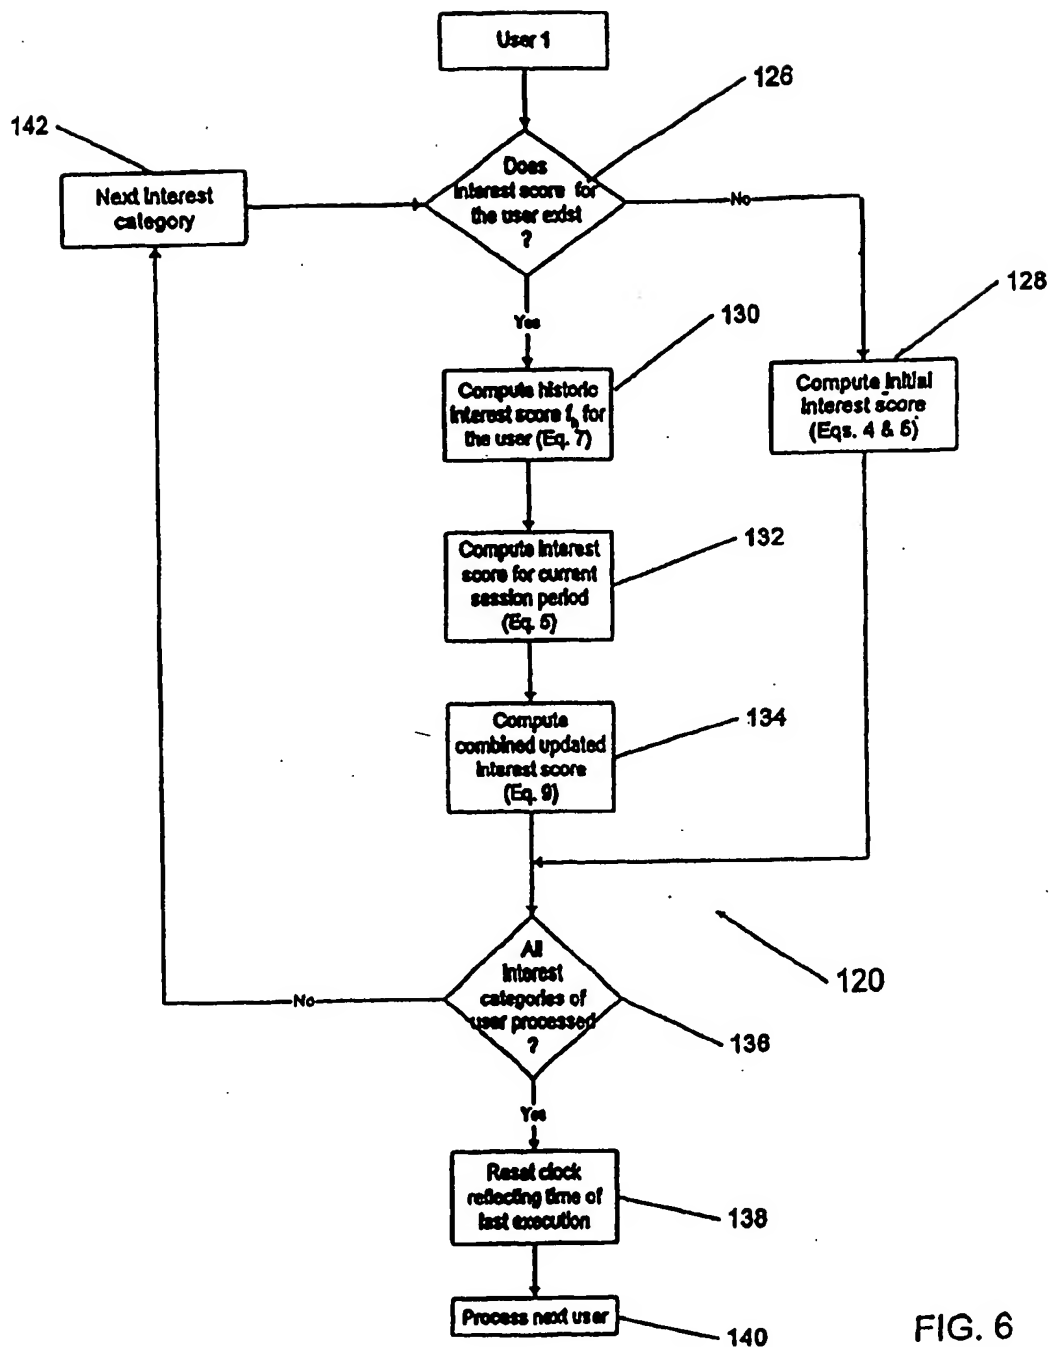 User 1
126
142
Does
interest score for
the user exist
?
No
Next interest
category
Yes
130
128
Compute historic
interest score fh for
the user (Eq. 7)
Compute initial
interest score
(Eqs. 4 & 5)
132
Compute interest
score for current
session period
(Eq. 5)
134
Compute
combined updated
interest score
(Eq. 9)
120
All
interest
categories of
user processed
?
No
136
Yes
Reset clock
reflecting time of
last execution
138
Process next user
140
FIG. 6